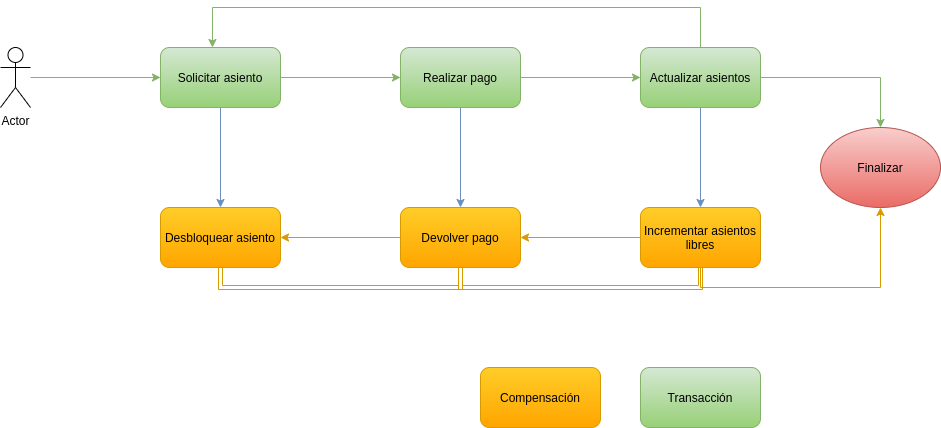 Actor
Solicitar asiento
Realizar pago
Actualizar asientos
Finalizar
Desbloquear asiento
Devolver pago
Incrementar asientos
libres
Compensación
Transacción